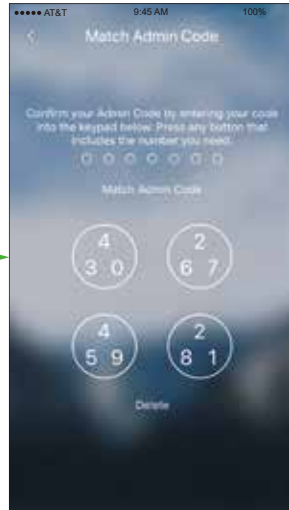 ••••• AT&T 9:45 AM 100%
Match Admin Code
Confirm your Admin Code by entering your code
into the keypad below. Press any button that
includes the number you need.
Match Admin Code
4 2
3 0 6 7
4 2
5 9 8 1
Delete